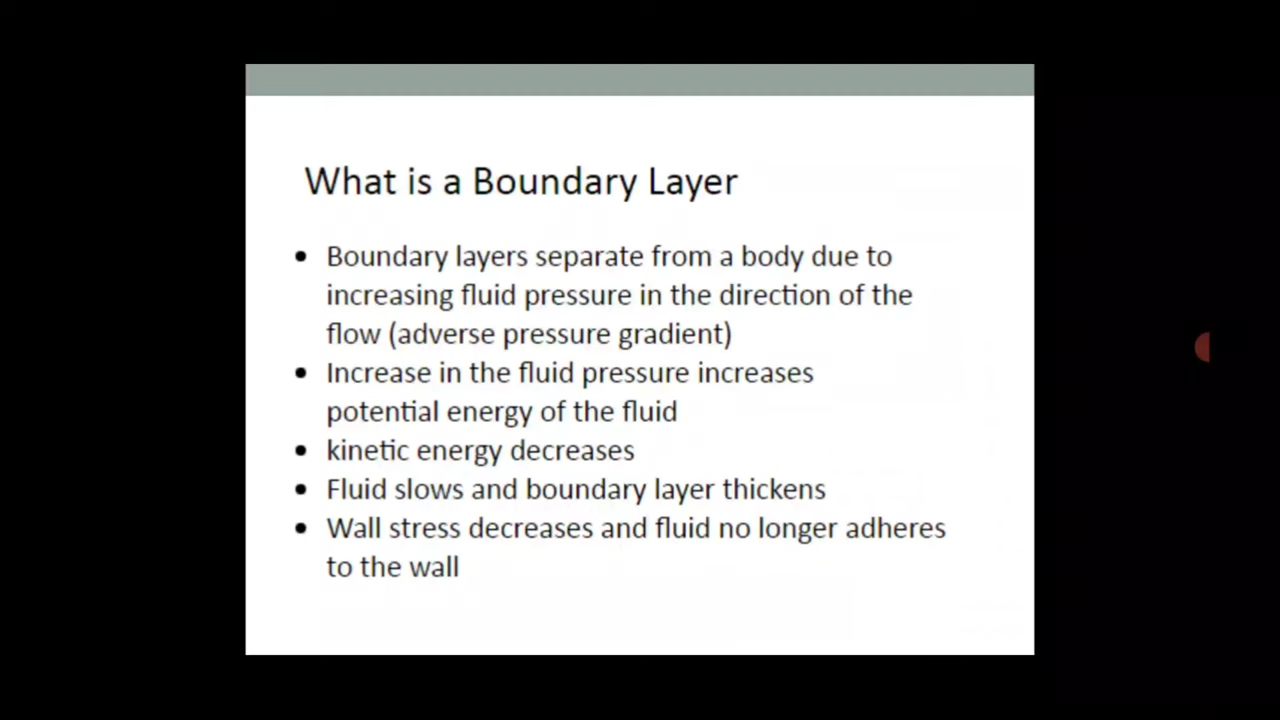 What is a Boundary Layer
• Boundary layers separate from a body due to
increasing fluid pressure in the direction of the
flow (adverse pressure gradient)
• Increase in the fluid pressure increases
potential energy of the fluid
• kinetic energy decreases
• Fluid slows and boundary layer thickens
• Wall stress decreases and fluid no longer adheres
to the wall